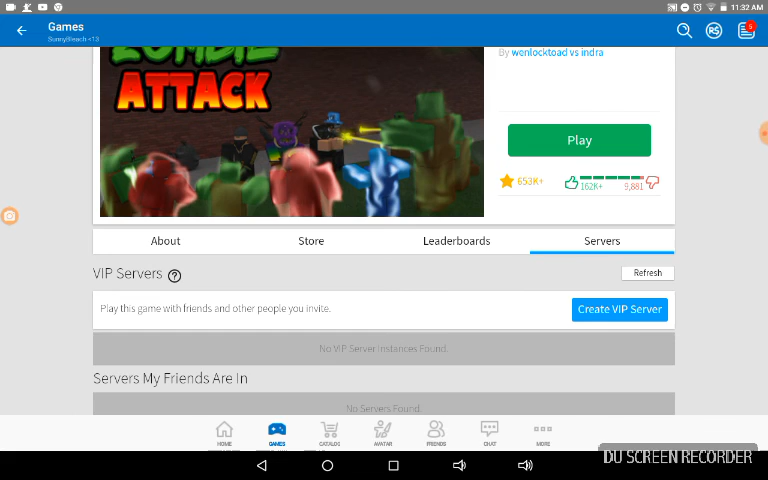 11:32 AM
Games
SunnyBleach <13
R$
5
ZOMBIE
ATTACK
By wenlocktoad vs indra
Play
653K+
162K+
9,881
About
Store
Leaderboards
Servers
VIP Servers ?
Refresh
Play this game with friends and other people you invite.
Create VIP Server
No VIP Server Instances Found.
Servers My Friends Are In
No Servers Found.
HOME
GAMES
CATALOG
AVATAR
FRIENDS
CHAT
MORE
DU SCREEN RECORDER